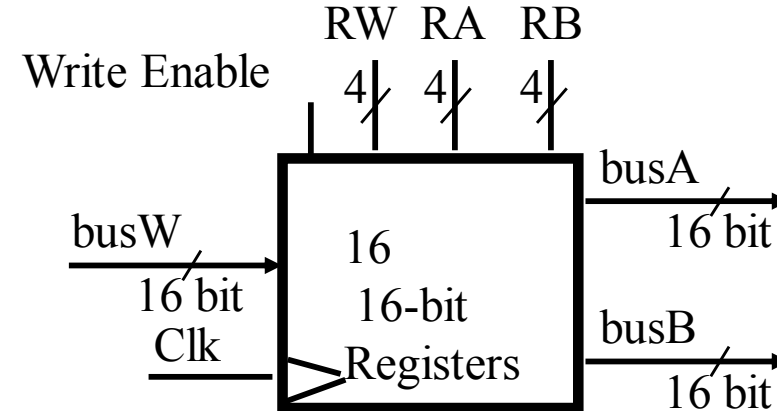 RW RA RB
Write Enable
4 4 4
busA
16 bit
busW
16 bit
16
16-bit
Registers
Clk
busB
16 bit